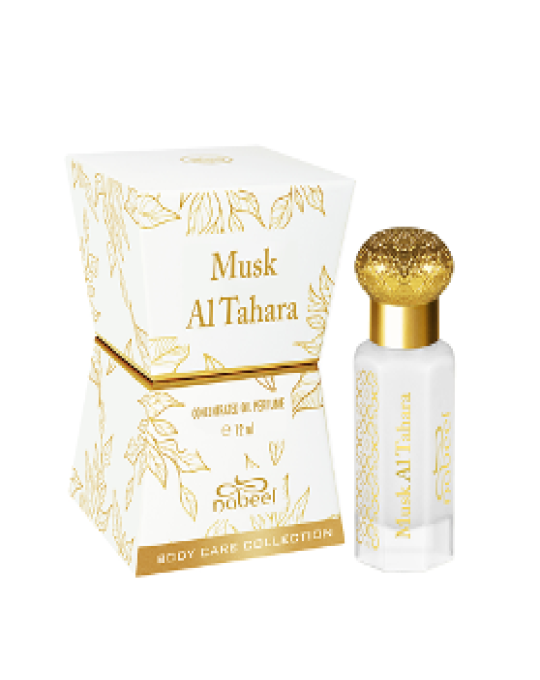 Musk
Al Tahara
CONCENTRATED OIL PERFUME
℮ 12 ml
nabeel
BODY CARE COLLECTION
Musk Al Tahara
nabeel